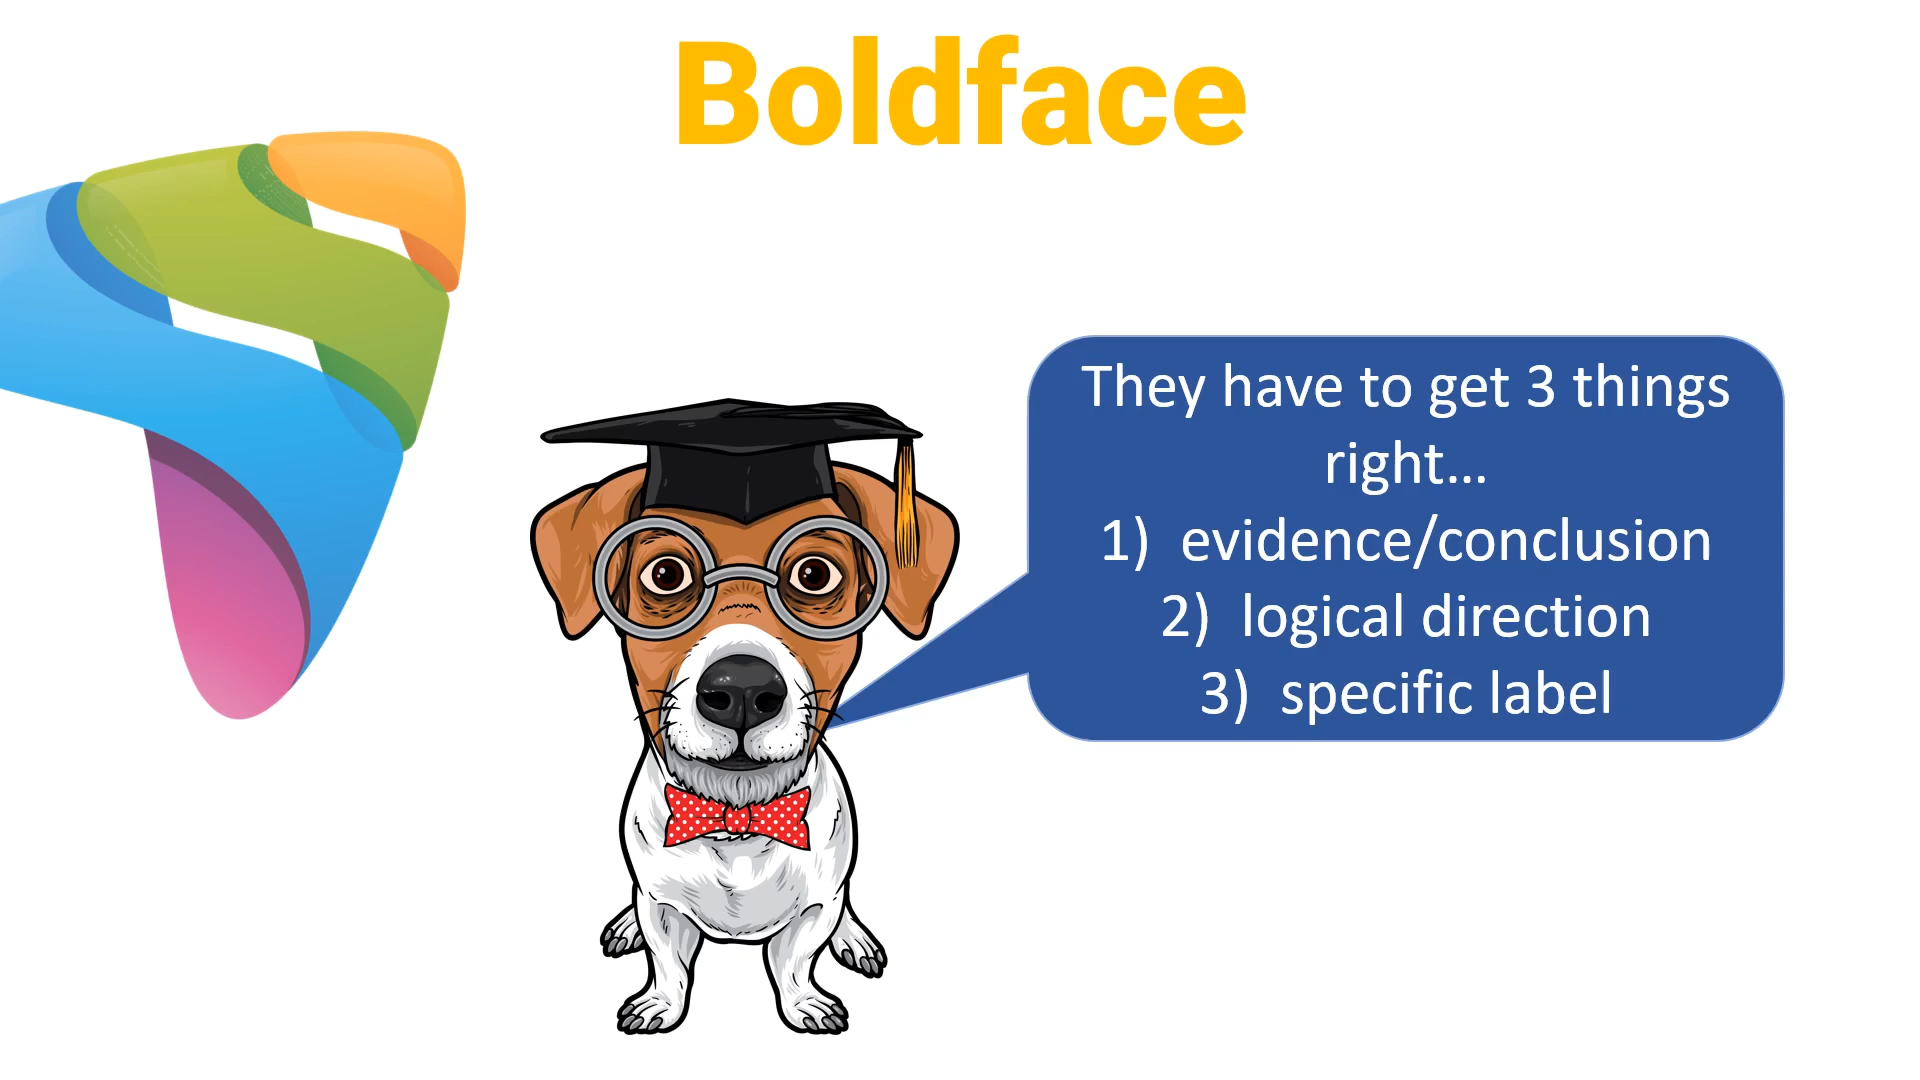 Boldface
They have to get 3 things
right...
1) evidence/conclusion
2) logical direction
3) specific label